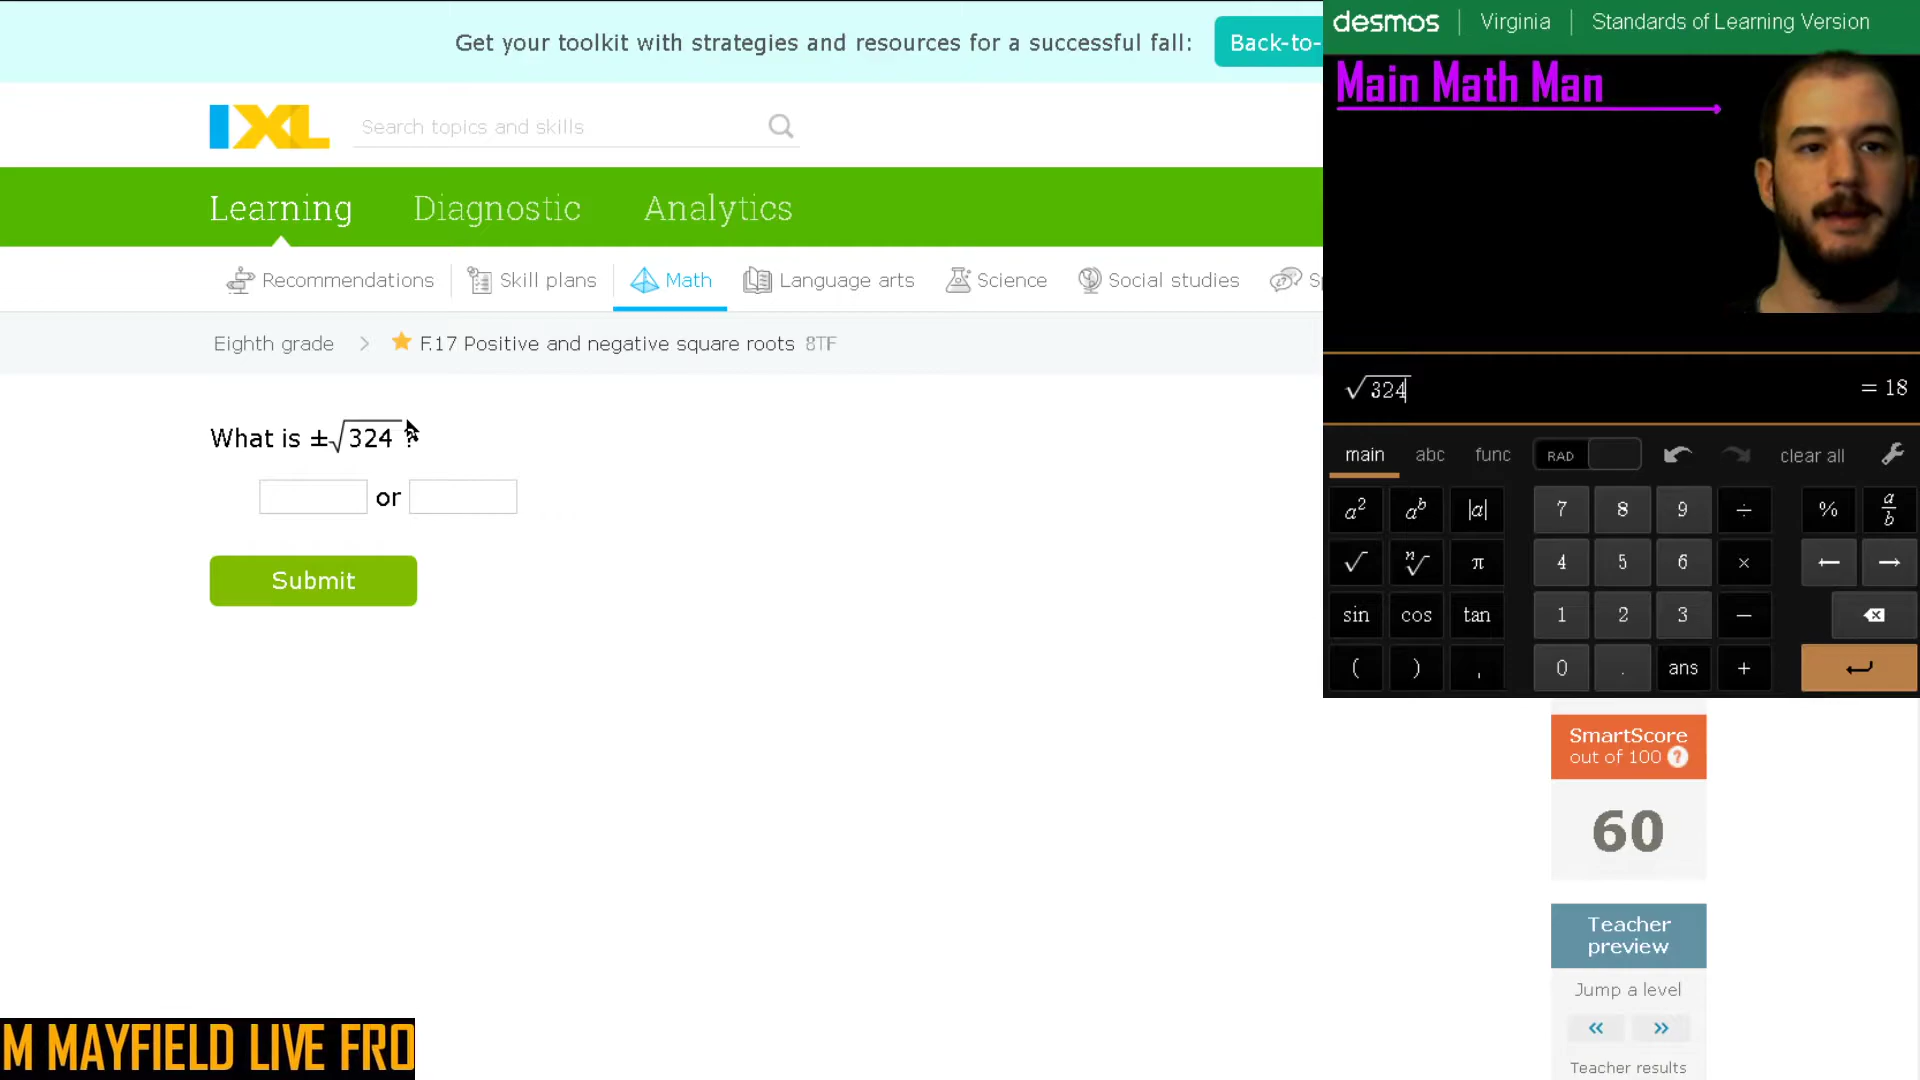 Get your toolkit with strategies and resources for a successful fall:
Back-to-
IXL
Search topics and skills
Learning
Diagnostic
Analytics
Recommendations
Skill plans
Math
Language arts
Science
Social studies
Eighth grade
F.17 Positive and negative square roots 8TF
What is ±√324 ?
or
Submit
desmos
Virginia
Standards of Learning Version
Main Math Man
√324
= 18
main
abc
func
RAD
clear all
a² aᵇ |a| 7 8 9 ÷ % a/b
√ ⁿ√ π 4 5 6 × ← →
sin cos tan 1 2 3 −
( ) , 0 . ans +
SmartScore
out of 100 ?
60
Teacher
preview
Jump a level
«
»
Teacher results
M MAYFIELD LIVE FRO